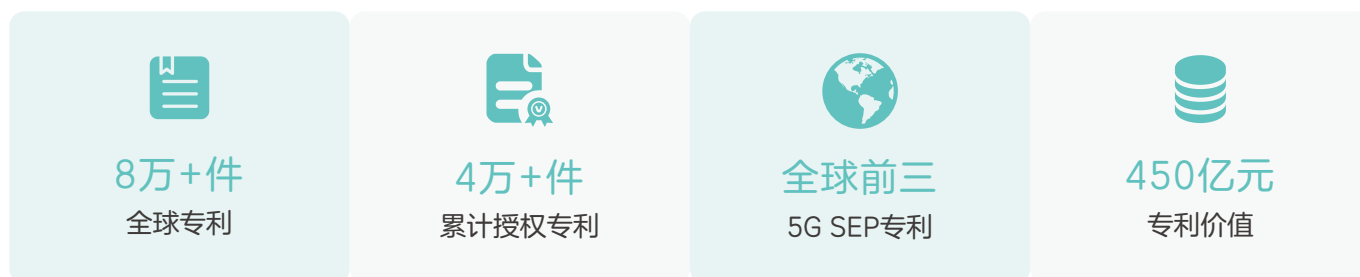 8万+件
全球专利
4万+件
累计授权专利
全球前三
5G SEP专利
450亿元
专利价值